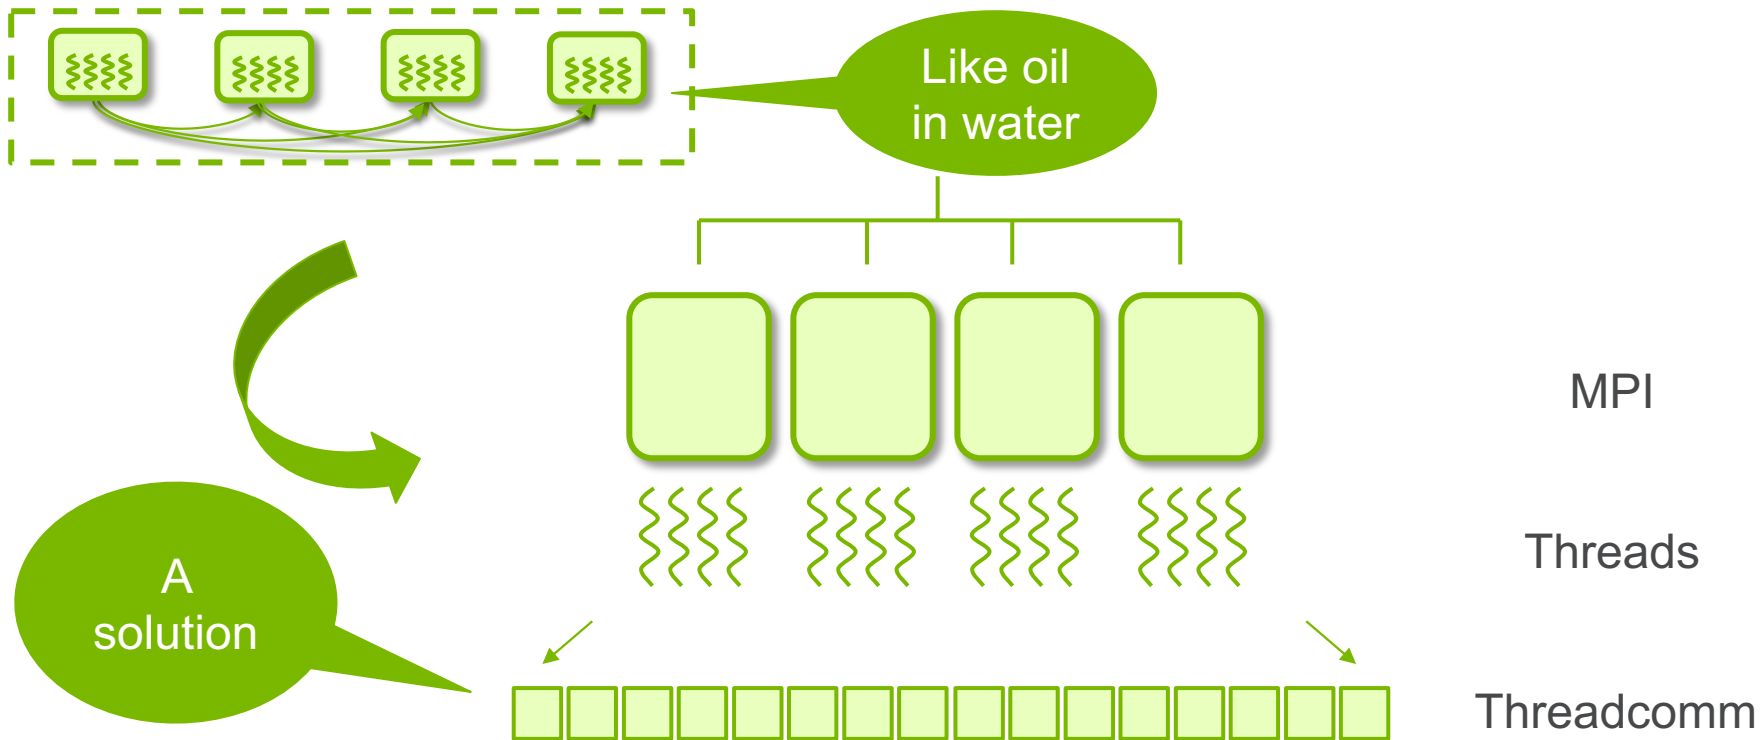 Like oil
in water
MPI
Threads
A
solution
Threadcomm